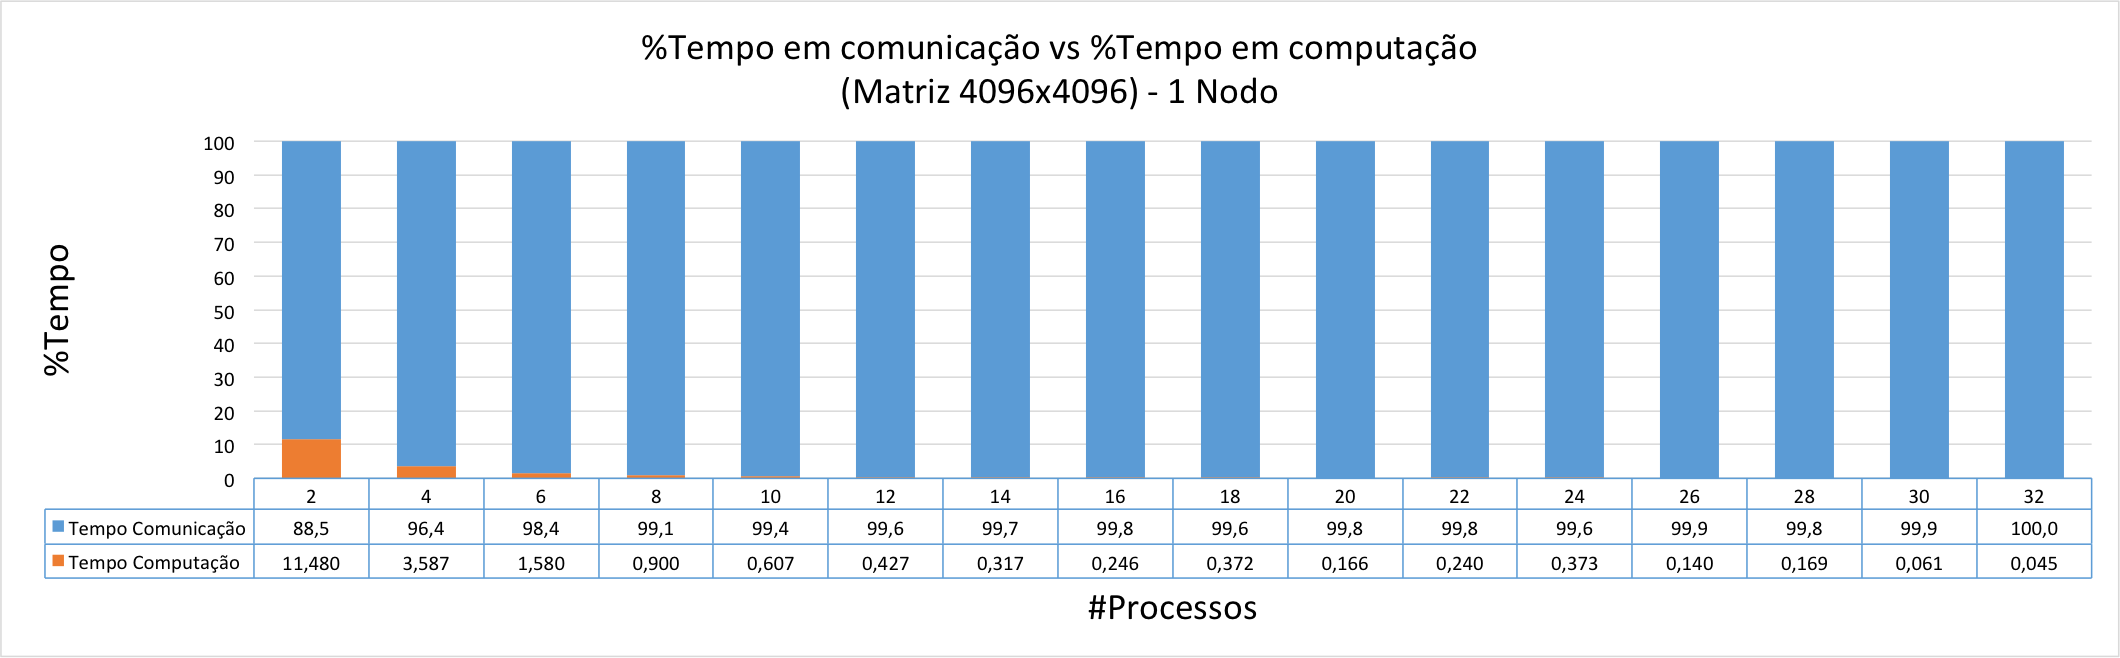 %Tempo em comunicação vs %Tempo em computação
(Matriz 4096x4096) - 1 Nodo
%Tempo
100
90
80
70
60
50
40
30
20
10
0
2 4 6 8 10 12 14 16 18 20 22 24 26 28 30 32
Tempo Comunicação 88,5 96,4 98,4 99,1 99,4 99,6 99,7 99,8 99,6 99,8 99,8 99,6 99,9 99,8 99,9 100,0
Tempo Computação 11,480 3,587 1,580 0,900 0,607 0,427 0,317 0,246 0,372 0,166 0,240 0,373 0,140 0,169 0,061 0,045
#Processos